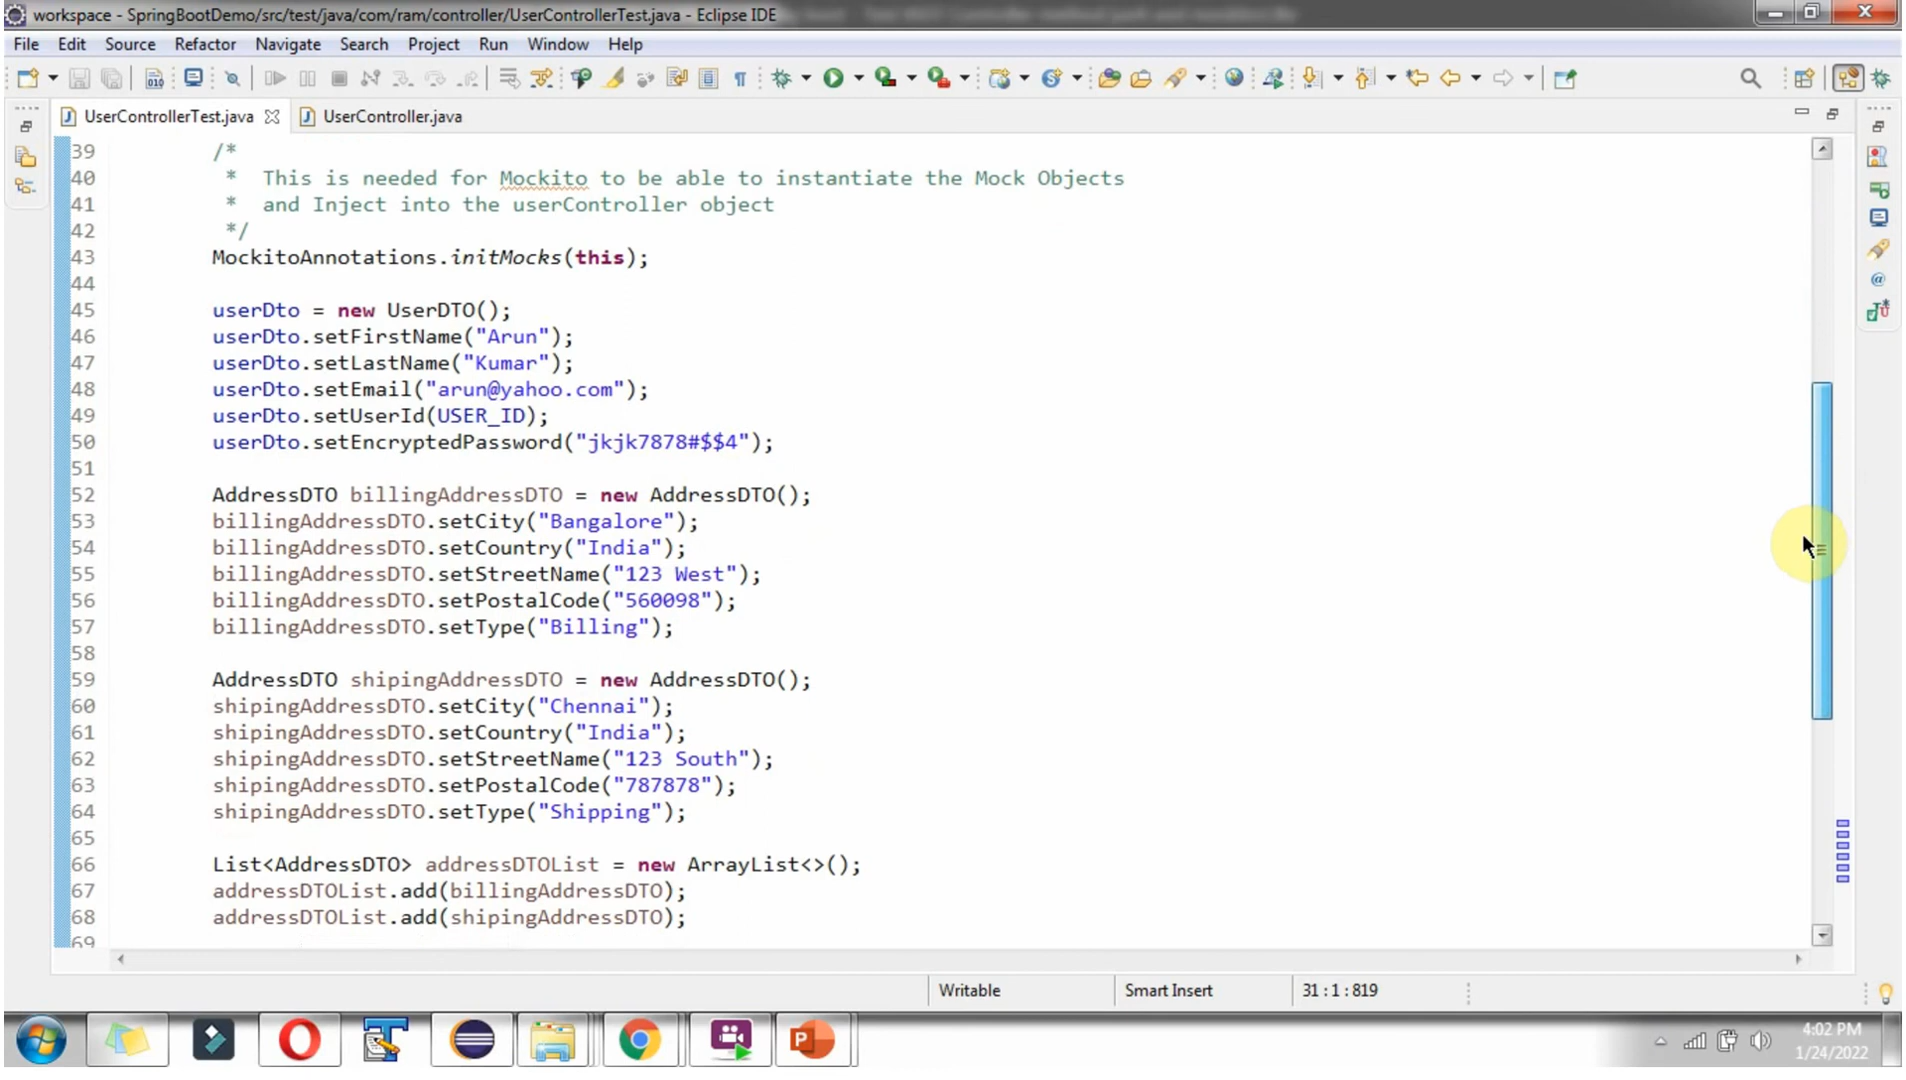 workspace - SpringBootDemo/src/test/java/com/ram/controller/UserControllerTest.java - Eclipse IDE
File Edit Source Refactor Navigate Search Project Run Window Help
UserControllerTest.java UserController.java
39 /*
40 * This is needed for Mockito to be able to instantiate the Mock Objects
41 * and Inject into the userController object
42 */
43 MockitoAnnotations.initMocks(this);
44
45 userDto = new UserDTO();
46 userDto.setFirstName("Arun");
47 userDto.setLastName("Kumar");
48 userDto.setEmail("arun@yahoo.com");
49 userDto.setUserId(USER_ID);
50 userDto.setEncryptedPassword("jkjk7878#$$4");
51
52 AddressDTO billingAddressDTO = new AddressDTO();
53 billingAddressDTO.setCity("Bangalore");
54 billingAddressDTO.setCountry("India");
55 billingAddressDTO.setStreetName("123 West");
56 billingAddressDTO.setPostalCode("560098");
57 billingAddressDTO.setType("Billing");
58
59 AddressDTO shipingAddressDTO = new AddressDTO();
60 shipingAddressDTO.setCity("Chennai");
61 shipingAddressDTO.setCountry("India");
62 shipingAddressDTO.setStreetName("123 South");
63 shipingAddressDTO.setPostalCode("787878");
64 shipingAddressDTO.setType("Shipping");
65
66 List<AddressDTO> addressDTOList = new ArrayList<>();
67 addressDTOList.add(billingAddressDTO);
68 addressDTOList.add(shipingAddressDTO);
69
Writable Smart Insert 31 : 1 : 819
4:02 PM
1/24/2022